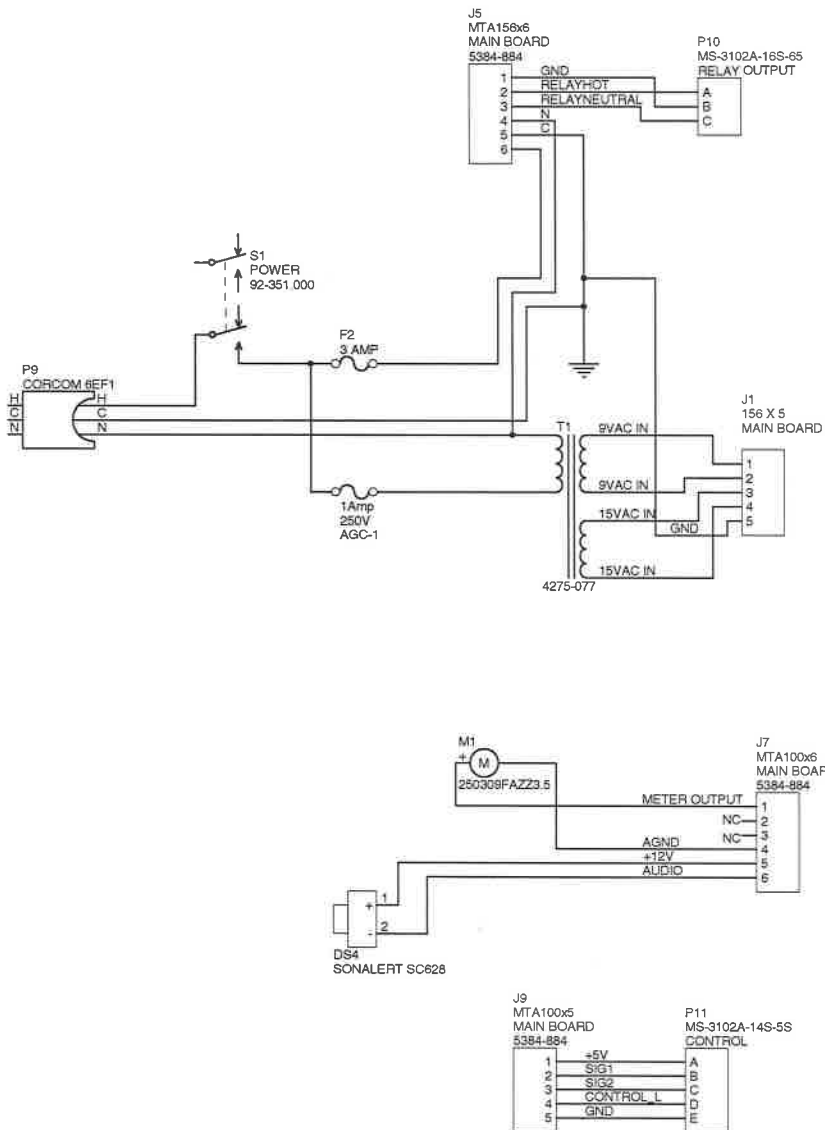 J5
MTA156x6
MAIN BOARD
5384-884
P10
MS-3102A-16S-65
RELAY OUTPUT
1
2
3
4
5
6
GND
RELAYHOT
RELAYNEUTRAL
N
C
A
B
C
S1
POWER
92-351.000
F2
3 AMP
P9
CORCOM 6EF1
H
C
N
H
C
N
1Amp
250V
AGC-1
T1
9VAC IN
9VAC IN
15VAC IN
GND
15VAC IN
4275-077
J1
156 X 5
MAIN BOARD
1
2
3
4
5
M1
+
M
250309FAZZ3.5
J7
MTA100x6
MAIN BOAR
5384-884
METER OUTPUT
NC
NC
AGND
+12V
AUDIO
1
2
3
4
5
6
+
-
1
2
DS4
SONALERT SC628
J9
MTA100x5
MAIN BOARD
5384-884
P11
MS-3102A-14S-5S
CONTROL
1
2
3
4
5
+5V
SIG1
SIG2
CONTROL_L
GND
A
B
C
D
E